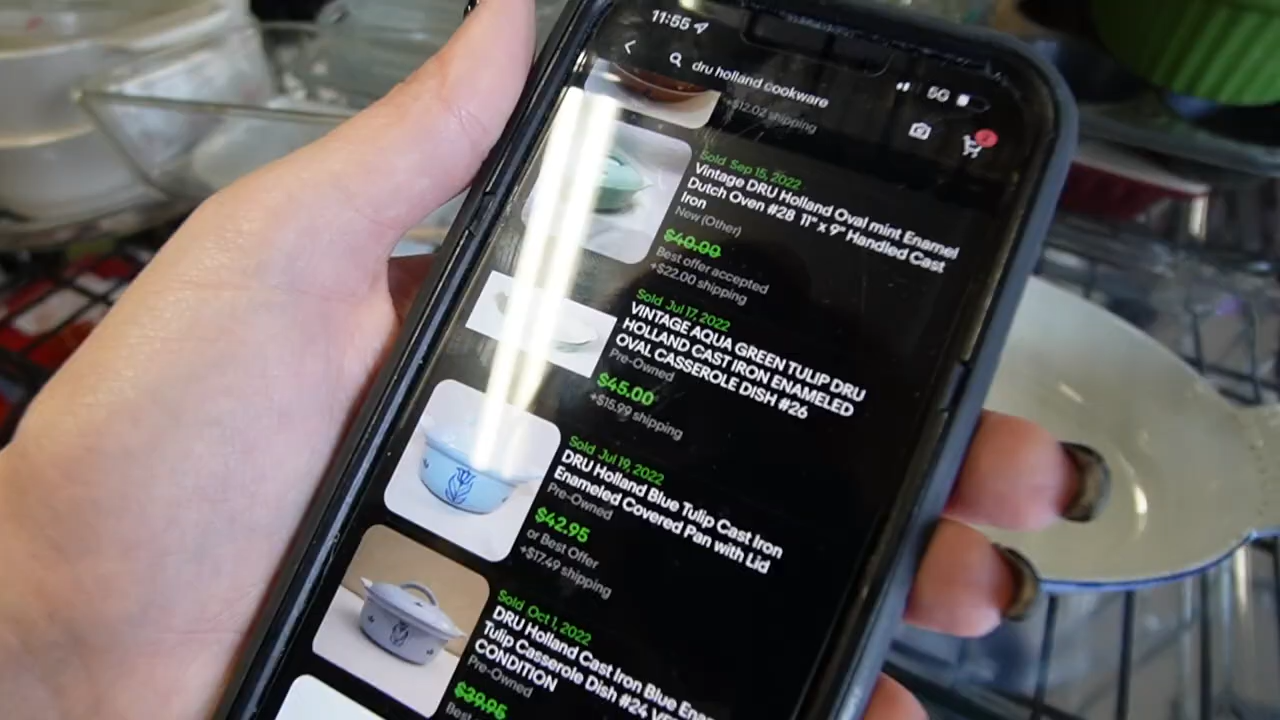 11:55
5G
dru holland cookware
+$12.02 shipping
Sold Sep 15, 2022
Vintage DRU Holland Oval mint Enamel
Dutch Oven #28 11" x 9" Handled Cast
Iron
New (Other)
$40.00
Best offer accepted
+$22.00 shipping
Sold Jul 17, 2022
VINTAGE AQUA GREEN TULIP DRU
HOLLAND CAST IRON ENAMELED
OVAL CASSEROLE DISH #26
Pre-Owned
$45.00
+$15.99 shipping
Sold Jul 19, 2022
DRU Holland Blue Tulip Cast Iron
Enameled Covered Pan with Lid
Pre-Owned
$42.95
or Best Offer
+$17.49 shipping
Sold Oct 1, 2022
DRU Holland Cast Iron Blue
Tulip Casserole Dish #24
CONDITION
Pre-Owned
$39.95
Best